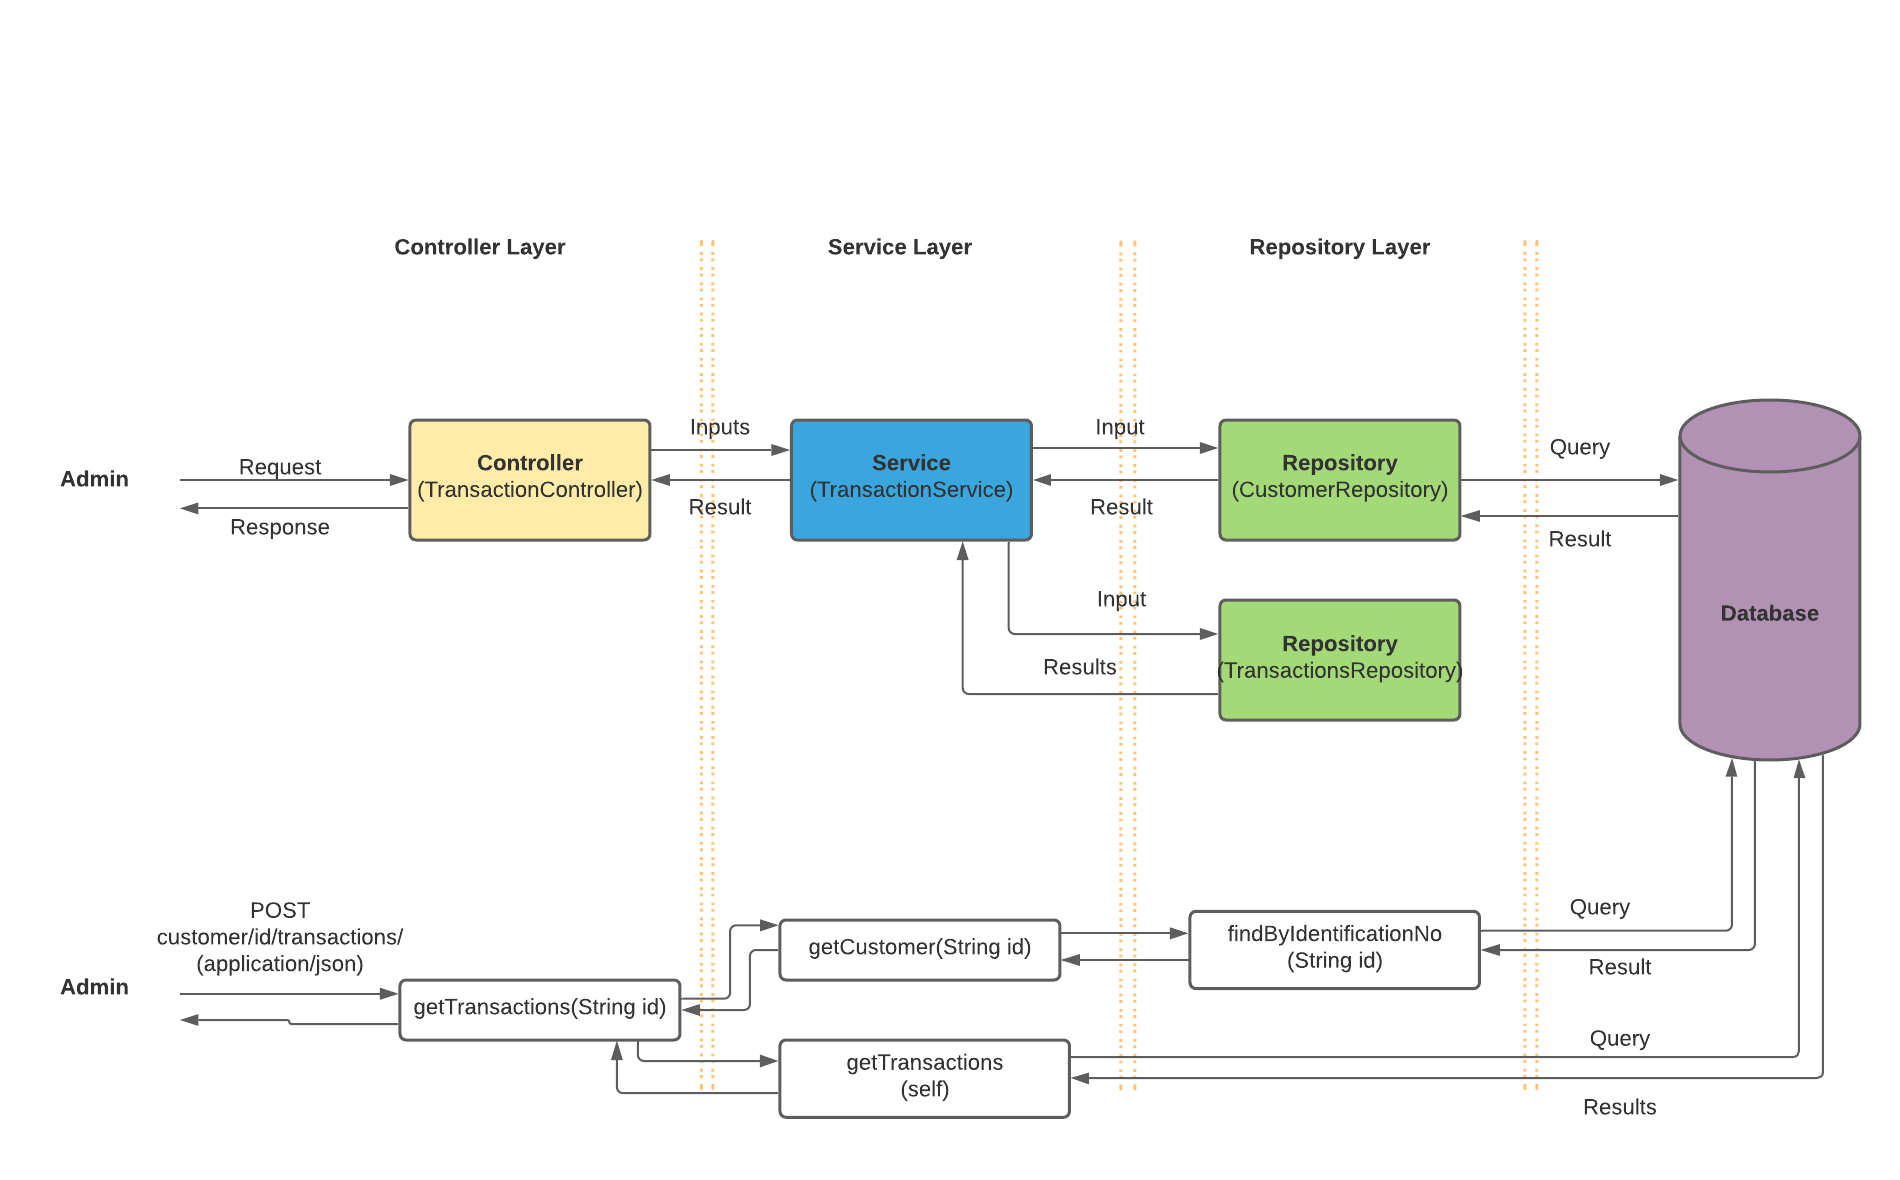 Controller Layer
Service Layer
Repository Layer
Inputs
Input
Query
Request
Admin
Controller
(TransactionController)
Service
(TransactionService)
Repository
(CustomerRepository)
Response
Result
Result
Result
Input
Database
Results
Repository
(TransactionsRepository)
POST
customer/id/transactions/
(application/json)
Admin
getTransactions(String id)
getCustomer(String id)
findByIdentificationNo
(String id)
Query
Result
getTransactions
(self)
Query
Results